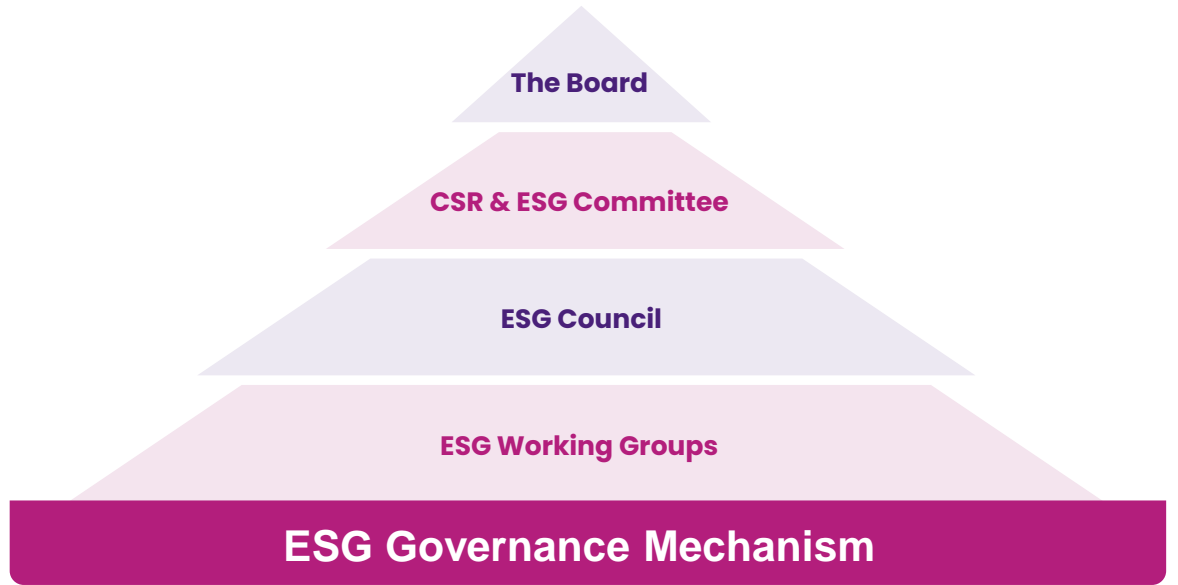 The Board
CSR & ESG Committee
ESG Council
ESG Working Groups
ESG Governance Mechanism